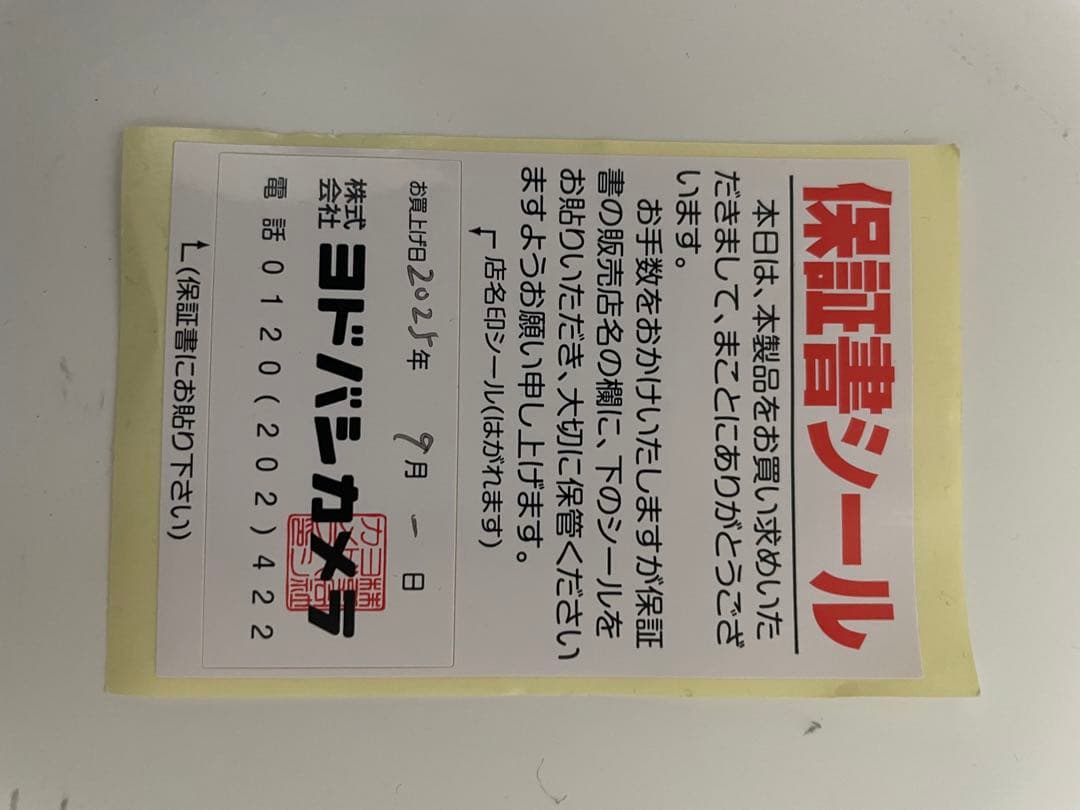 保証書シール
本日は、本製品をお買い求めいた
だきまして、まことにありがとうござ
います。
お手数をおかけいたしますが保証
書の販売店名の欄に、下のシールを
お貼りいただき、大切に保管ください
ますようお願い申し上げます。
店名印シール(はがれます)
お買上げ日2025年 9月 1日
株式
会社 ヨドバシカメラ
電話0120(202)422
(保証書にお貼り下さい)